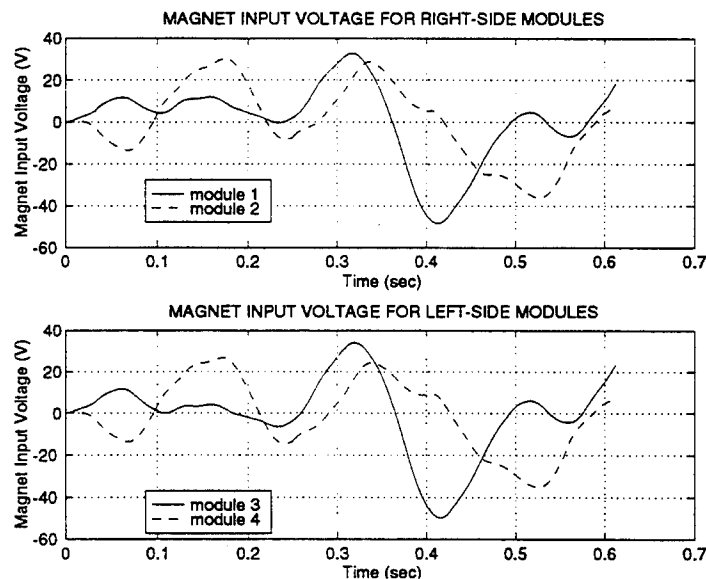 MAGNET INPUT VOLTAGE FOR RIGHT-SIDE MODULES
Magnet Input Voltage (V)
40
20
0
-20
-40
-60
module 1
module 2
0
0.1
0.2
0.3
0.4
0.5
0.6
0.7
Time (sec)
MAGNET INPUT VOLTAGE FOR LEFT-SIDE MODULES
Magnet Input Voltage (V)
40
20
0
-20
-40
-60
module 3
module 4
0
0.1
0.2
0.3
0.4
0.5
0.6
0.7
Time (sec)